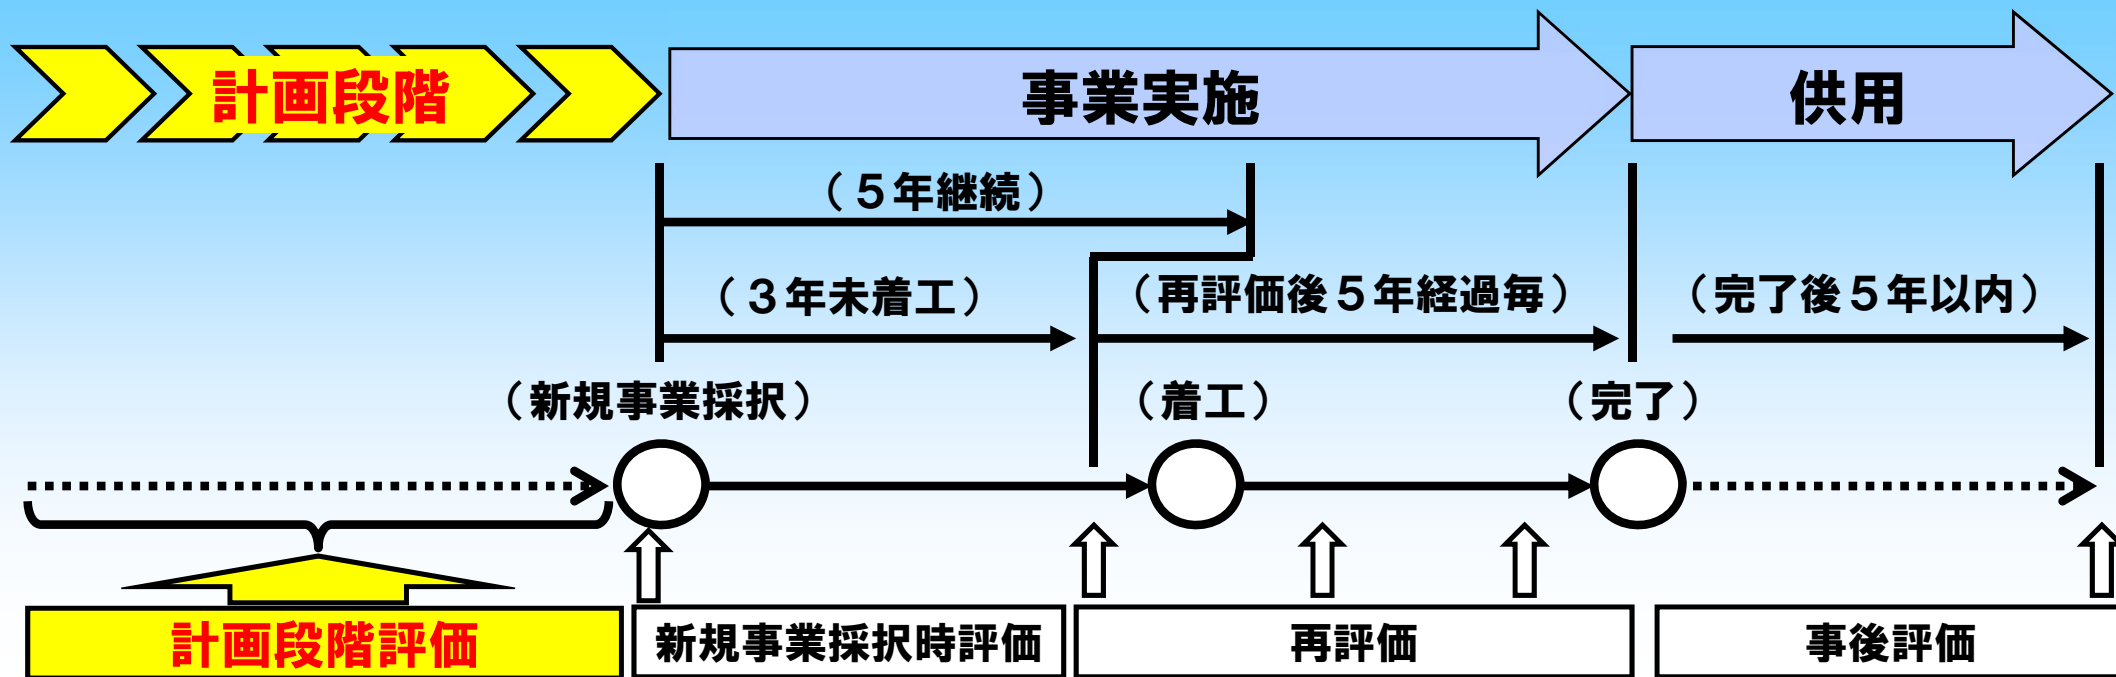 計画段階
事業実施
供用
（５年継続）
（３年未着工）
（再評価後５年経過毎）
（完了後５年以内）
（新規事業採択）
（着工）
（完了）
計画段階評価
新規事業採択時評価
再評価
事後評価